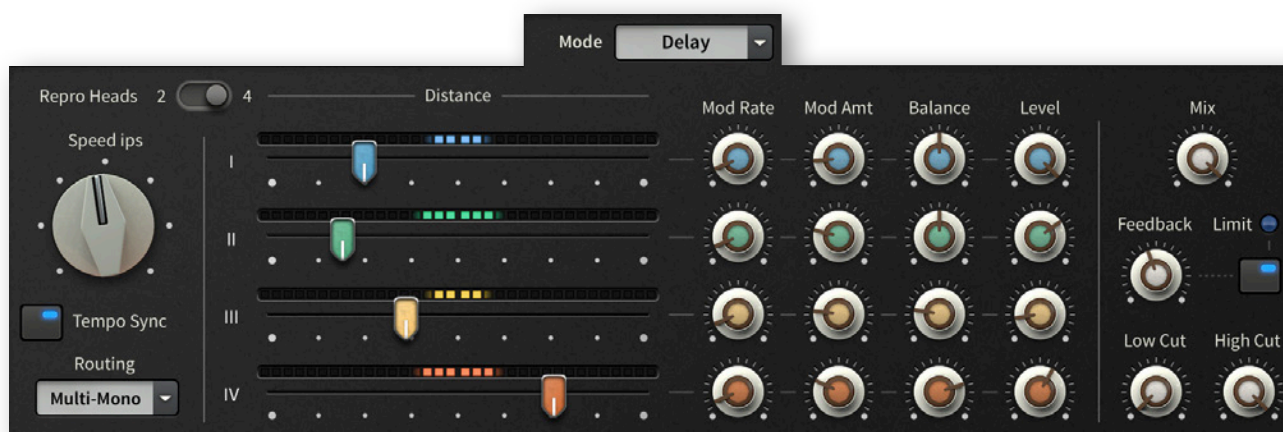 Mode Delay
Repro Heads 2 4 Distance
Mod Rate Mod Amt Balance Level Mix
Speed ips
I
II
Feedback Limit
III
Tempo Sync
Low Cut High Cut
Routing
Multi-Mono
IV